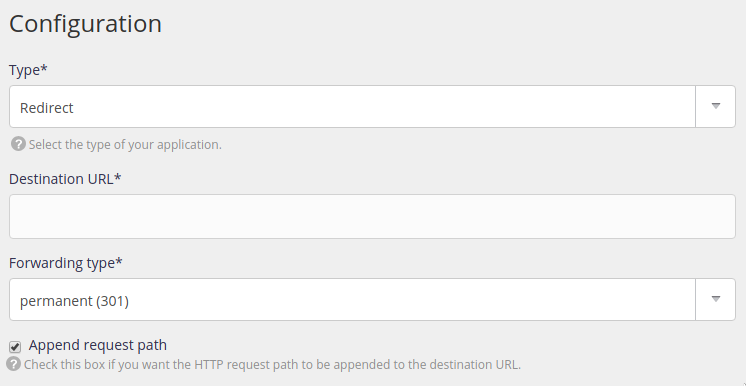 Configuration
Type*
Redirect
? Select the type of your application.
Destination URL*
Forwarding type*
permanent (301)
Append request path
? Check this box if you want the HTTP request path to be appended to the destination URL.